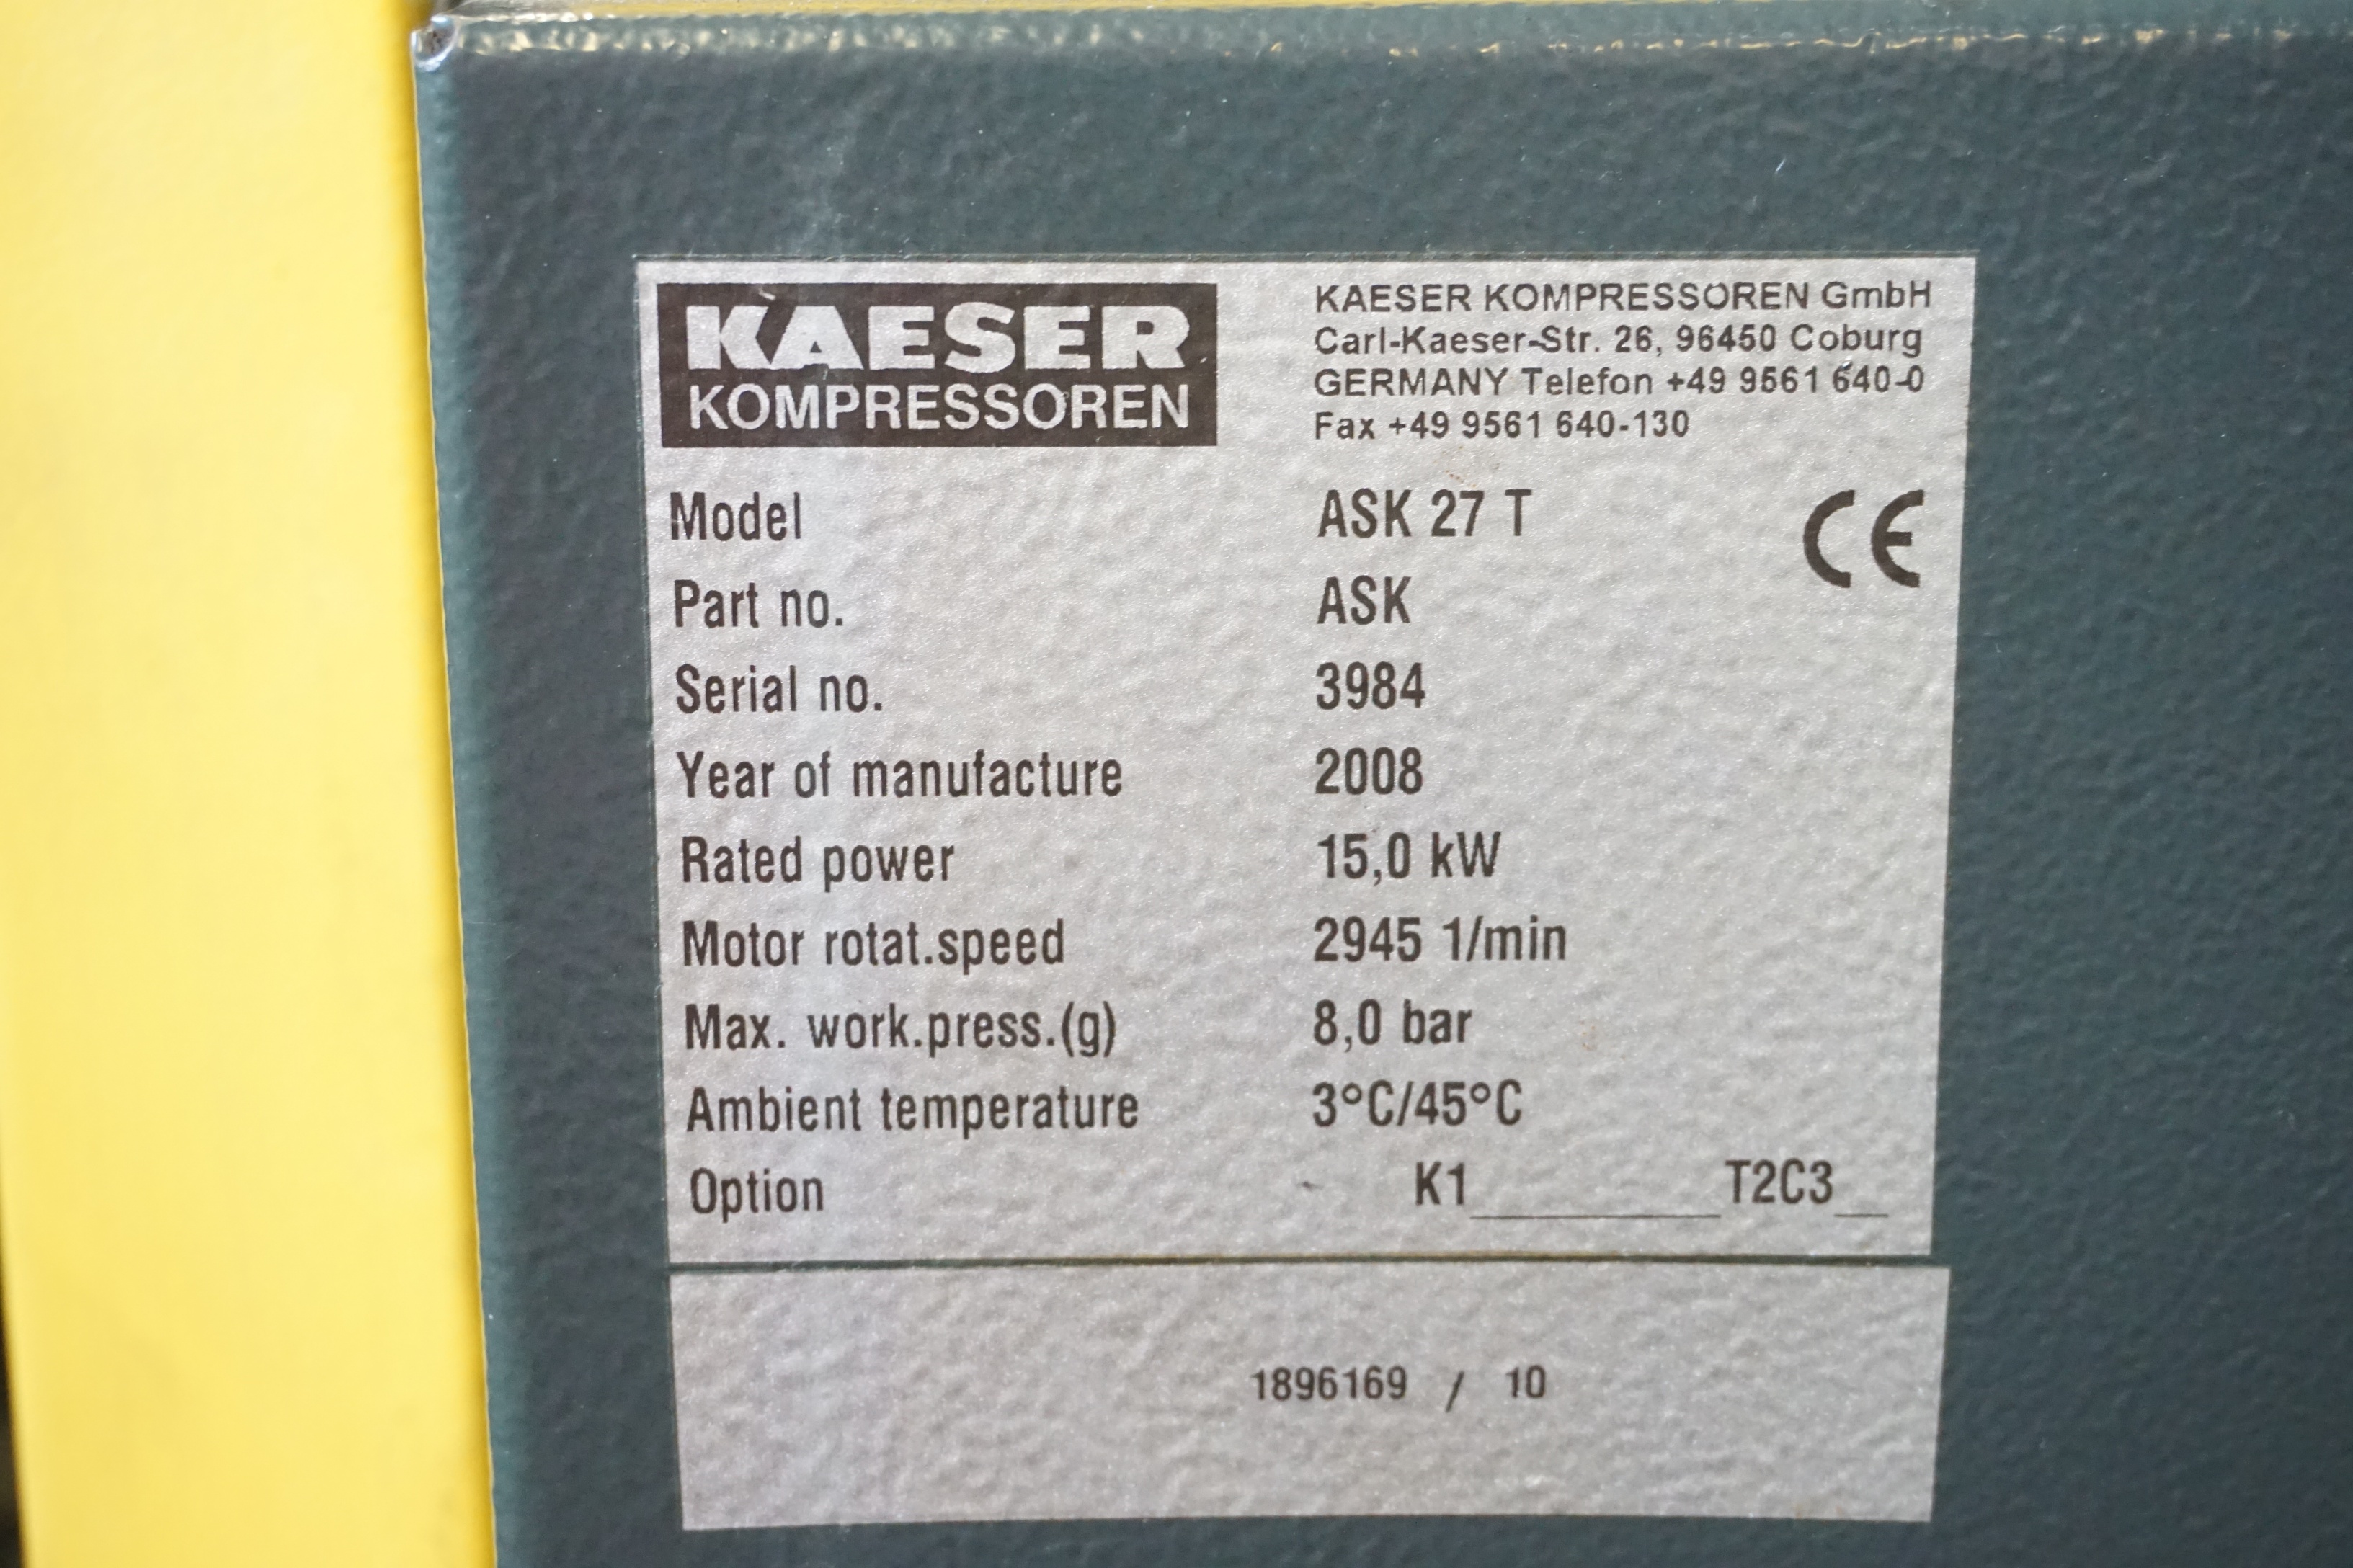 KAESER
KOMPRESSOREN
KAESER KOMPRESSOREN GmbH
Carl-Kaeser-Str. 26, 96450 Coburg
GERMANY Telefon +49 9561 640-0
Fax +49 9561 640-130
CE
Model ASK 27 T
Part no. ASK
Serial no. 3984
Year of manufacture 2008
Rated power 15,0 kW
Motor rotat.speed 2945 1/min
Max. work.press.(g) 8,0 bar
Ambient temperature 3°C/45°C
Option K1_________T2C3__
1896169 / 10